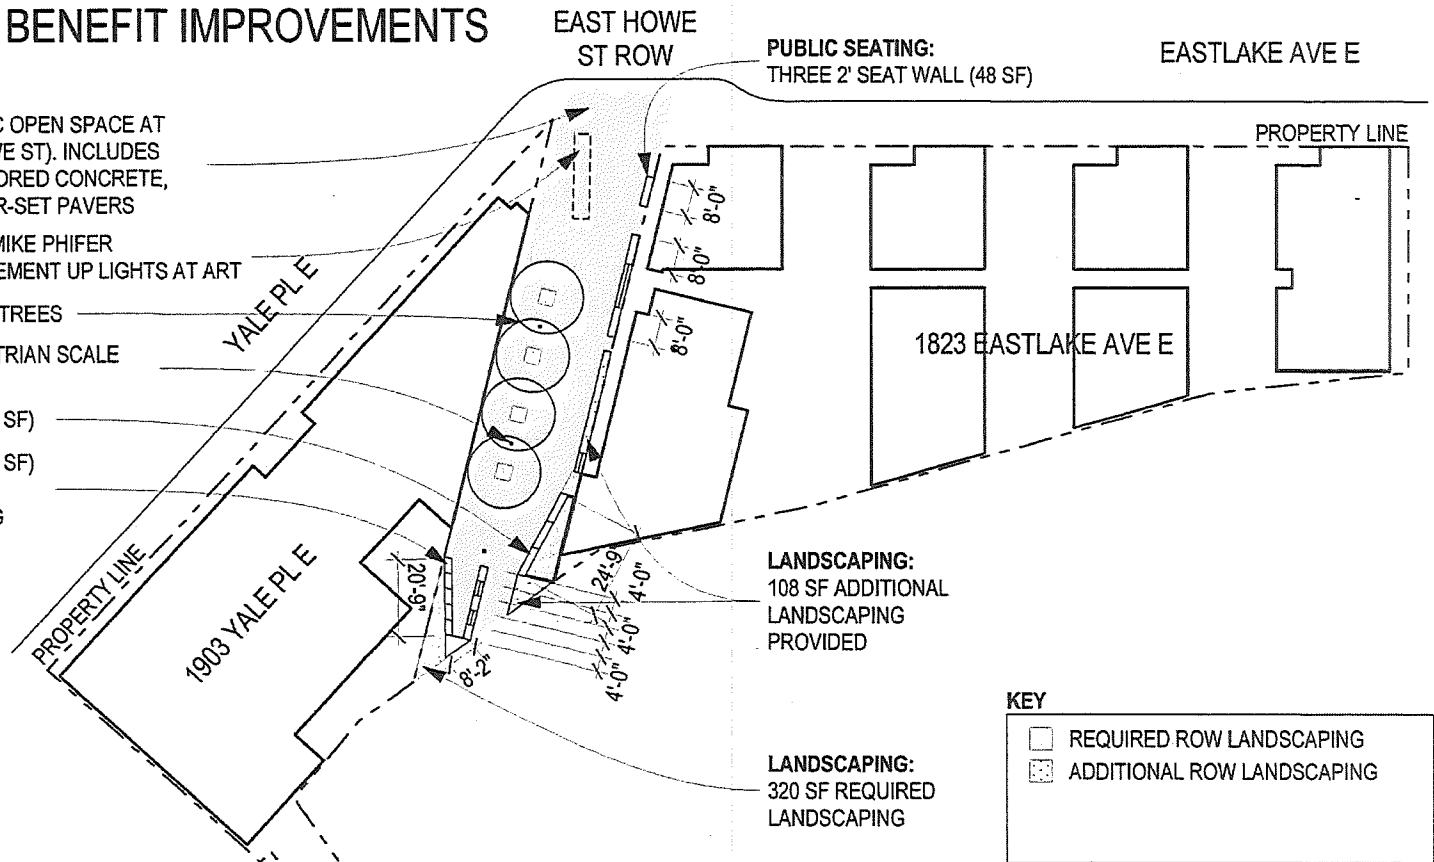 BENEFIT IMPROVEMENTS
EAST HOWE
ST ROW
PUBLIC SEATING:
THREE 2' SEAT WALL (48 SF)
EASTLAKE AVE E
PROPERTY LINE
C OPEN SPACE AT
VE ST). INCLUDES
ORED CONCRETE,
R-SET PAVERS
MIKE PHIFER
EMENT UP LIGHTS AT ART
TREES
TRIAN SCALE
SF)
SF)
G
YALE PL E
8'-0"
8'-0"
8'-0"
1823 EASTLAKE AVE E
PROPERTY LINE
1903 YALE PL E
20'-9"
8'-2"
24'-9"
4'-0"
4'-0"
4'-0"
LANDSCAPING:
108 SF ADDITIONAL
LANDSCAPING
PROVIDED
LANDSCAPING:
320 SF REQUIRED
LANDSCAPING
KEY
REQUIRED ROW LANDSCAPING
ADDITIONAL ROW LANDSCAPING